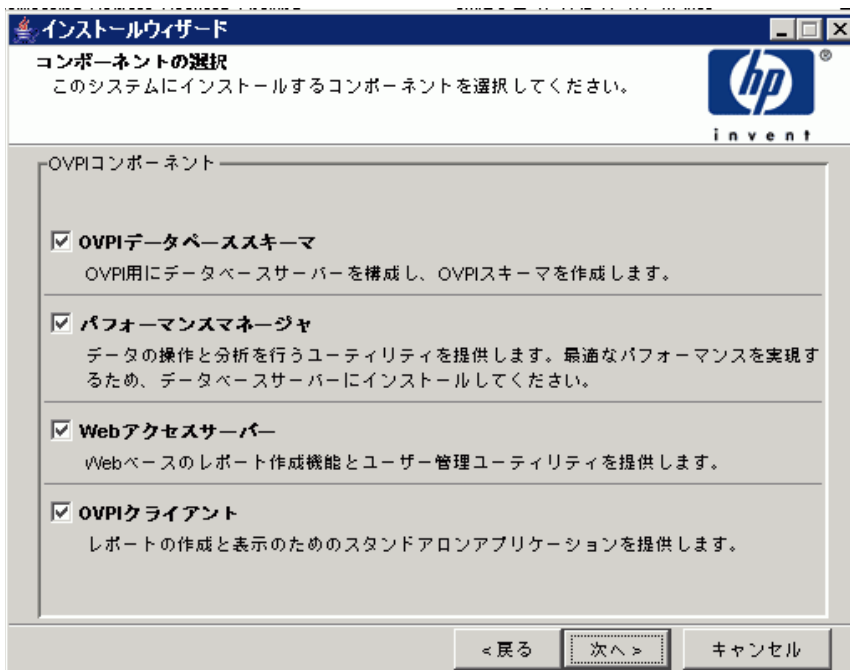 インストールウィザード
コンポーネントの選択
このシステムにインストールするコンポーネントを選択してください。
hp
®
invent
OVPIコンポーネント
OVPIデータベーススキーマ
OVPI用にデータベースサーバーを構成し、OVPIスキーマを作成します。
パフォーマンスマネージャ
データの操作と分析を行うユーティリティを提供します。最適なパフォーマンスを実現す
るため、データベースサーバーにインストールしてください。
Webアクセスサーバー
Webベースのレポート作成機能とユーザー管理ユーティリティを提供します。
OVPIクライアント
レポートの作成と表示のためのスタンドアロンアプリケーションを提供します。
<戻る
次へ>
キャンセル